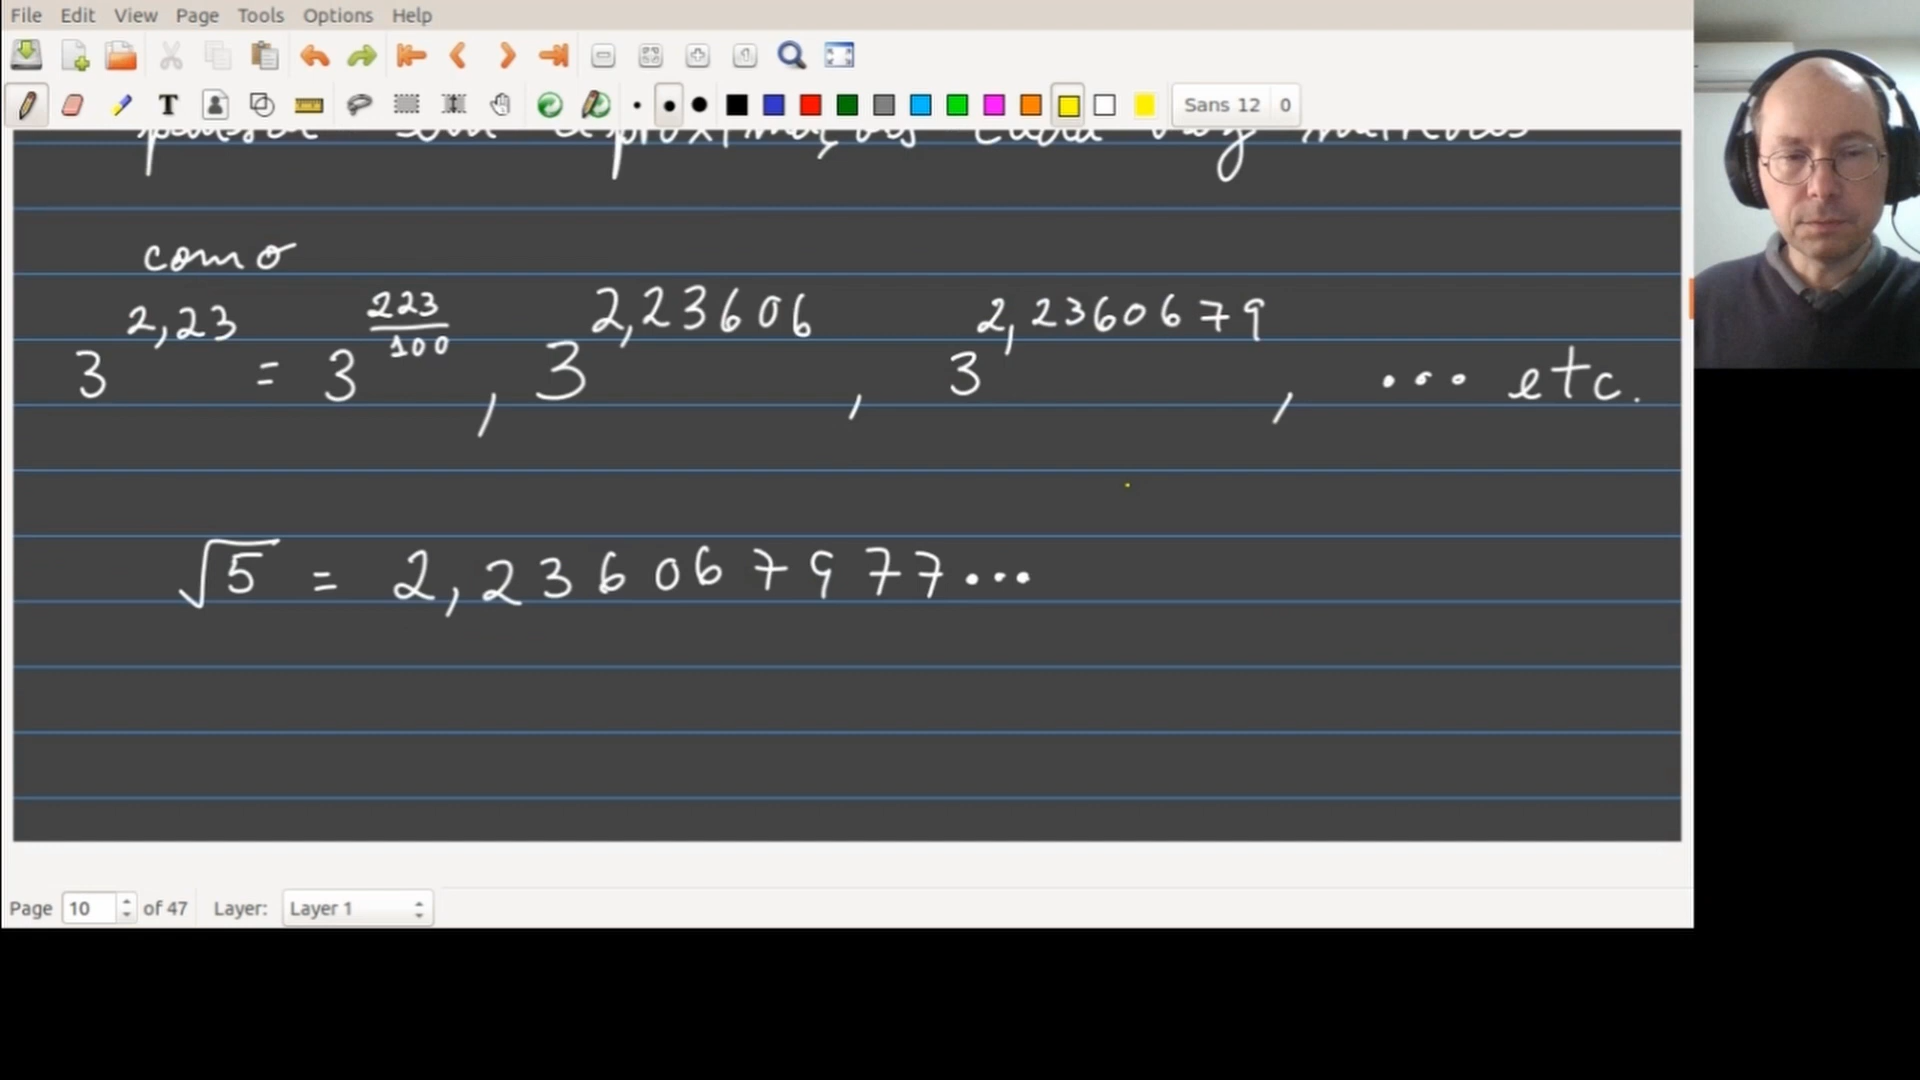 File Edit View Page Tools Options Help
T Sans 12 0
como
3^{2,23} = 3^{\frac{223}{100}}, 3^{2,23606}, 3^{2,2360679}, ... etc.
√5 = 2,236067977...
Page 10 of 47 Layer: Layer 1